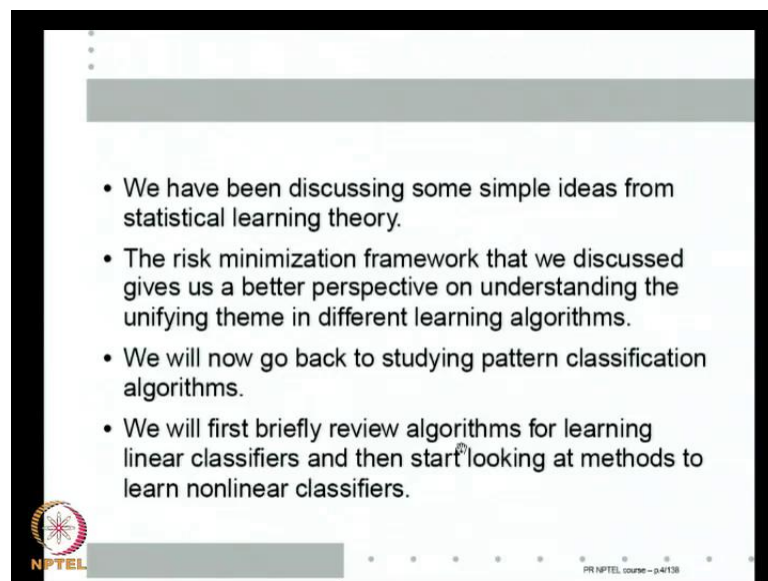 • We have been discussing some simple ideas from
statistical learning theory.
• The risk minimization framework that we discussed
gives us a better perspective on understanding the
unifying theme in different learning algorithms.
• We will now go back to studying pattern classification
algorithms.
• We will first briefly review algorithms for learning
linear classifiers and then start looking at methods to
learn nonlinear classifiers.
NPTEL
PR NPTEL course – p.4/138